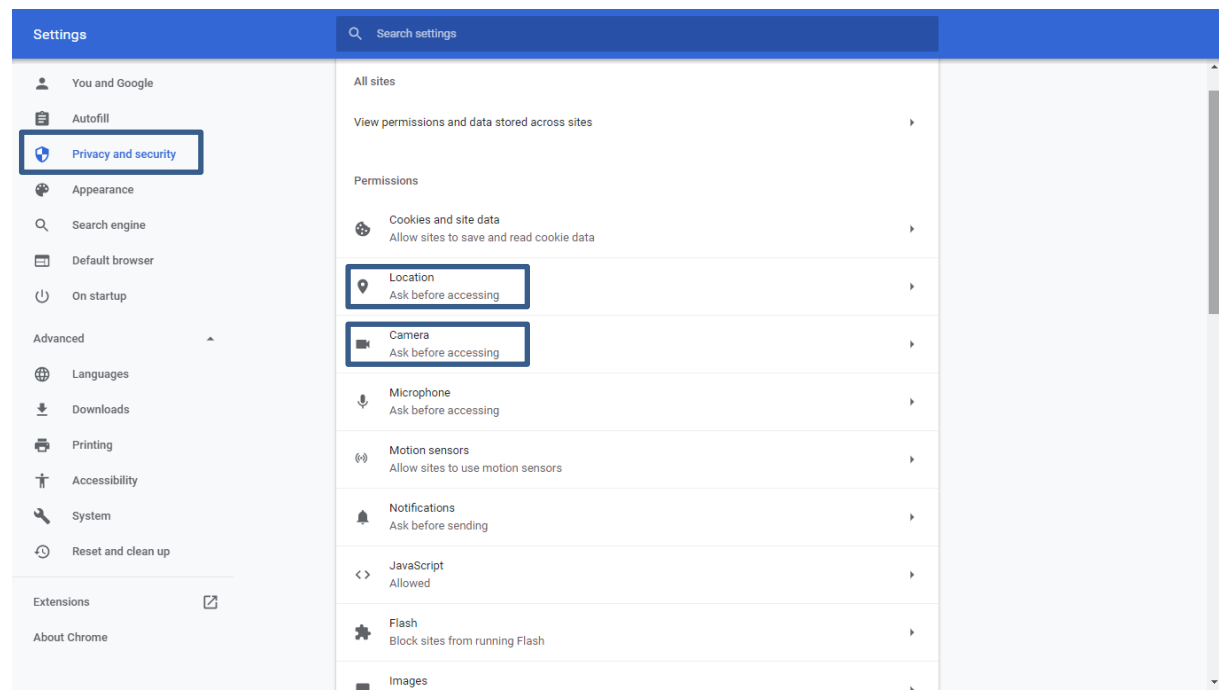 Settings
Search settings
You and Google
Autofill
Privacy and security
Appearance
Search engine
Default browser
On startup
Advanced
Languages
Downloads
Printing
Accessibility
System
Reset and clean up
Extensions
About Chrome
All sites
View permissions and data stored across sites
Permissions
Cookies and site data
Allow sites to save and read cookie data
Location
Ask before accessing
Camera
Ask before accessing
Microphone
Ask before accessing
Motion sensors
Allow sites to use motion sensors
Notifications
Ask before sending
JavaScript
Allowed
Flash
Block sites from running Flash
Images